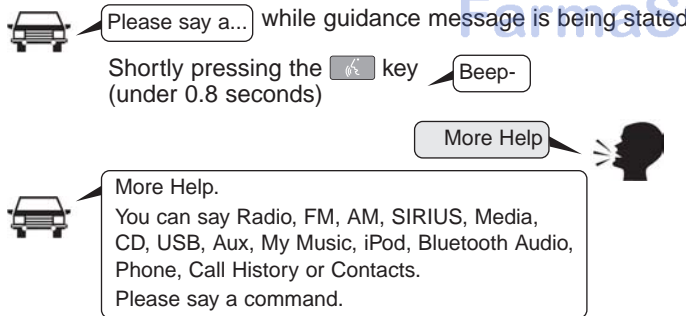 Please say a... while guidance message is being stated
Shortly pressing the key
(under 0.8 seconds)
Beep-
More Help
More Help.
You can say Radio, FM, AM, SIRIUS, Media,
CD, USB, Aux, My Music, iPod, Bluetooth Audio,
Phone, Call History or Contacts.
Please say a command.